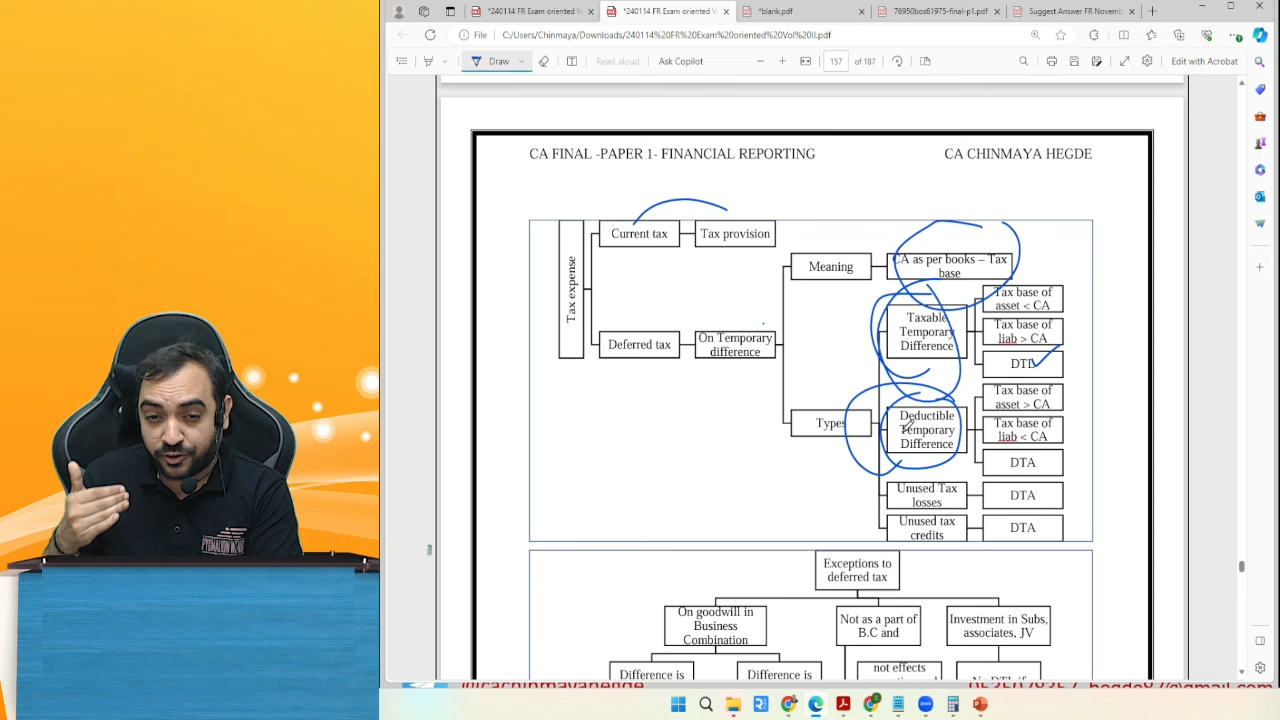 *240114 FR Exam oriented V
*240114 FR Exam oriented V
*blank.pdf
76950bos61975-final-p1.pdf
Suggest Answer FR Novemb
File
C:/Users/Chinmaya/Downloads/240114%20FR%20Exam%20oriented%20Vol%20II.pdf
Draw
Read aloud
Ask Copilot
157 of 187
Edit with Acrobat
CA FINAL -PAPER 1- FINANCIAL REPORTING
CA CHINMAYA HEGDE
Tax expense
Current tax
Tax provision
Deferred tax
On Temporary
difference
Meaning
CA as per books – Tax
base
Types
Taxable
Temporary
Difference
Tax base of
asset < CA
Tax base of
liab > CA
DTL
Deductible
Temporary
Difference
Tax base of
asset > CA
Tax base of
liab < CA
DTA
Unused Tax
losses
DTA
Unused tax
credits
DTA
Exceptions to
deferred tax
On goodwill in
Business
Combination
Not as a part of
B.C and
Investment in Subs,
associates, JV
Difference is
Difference is
not effects